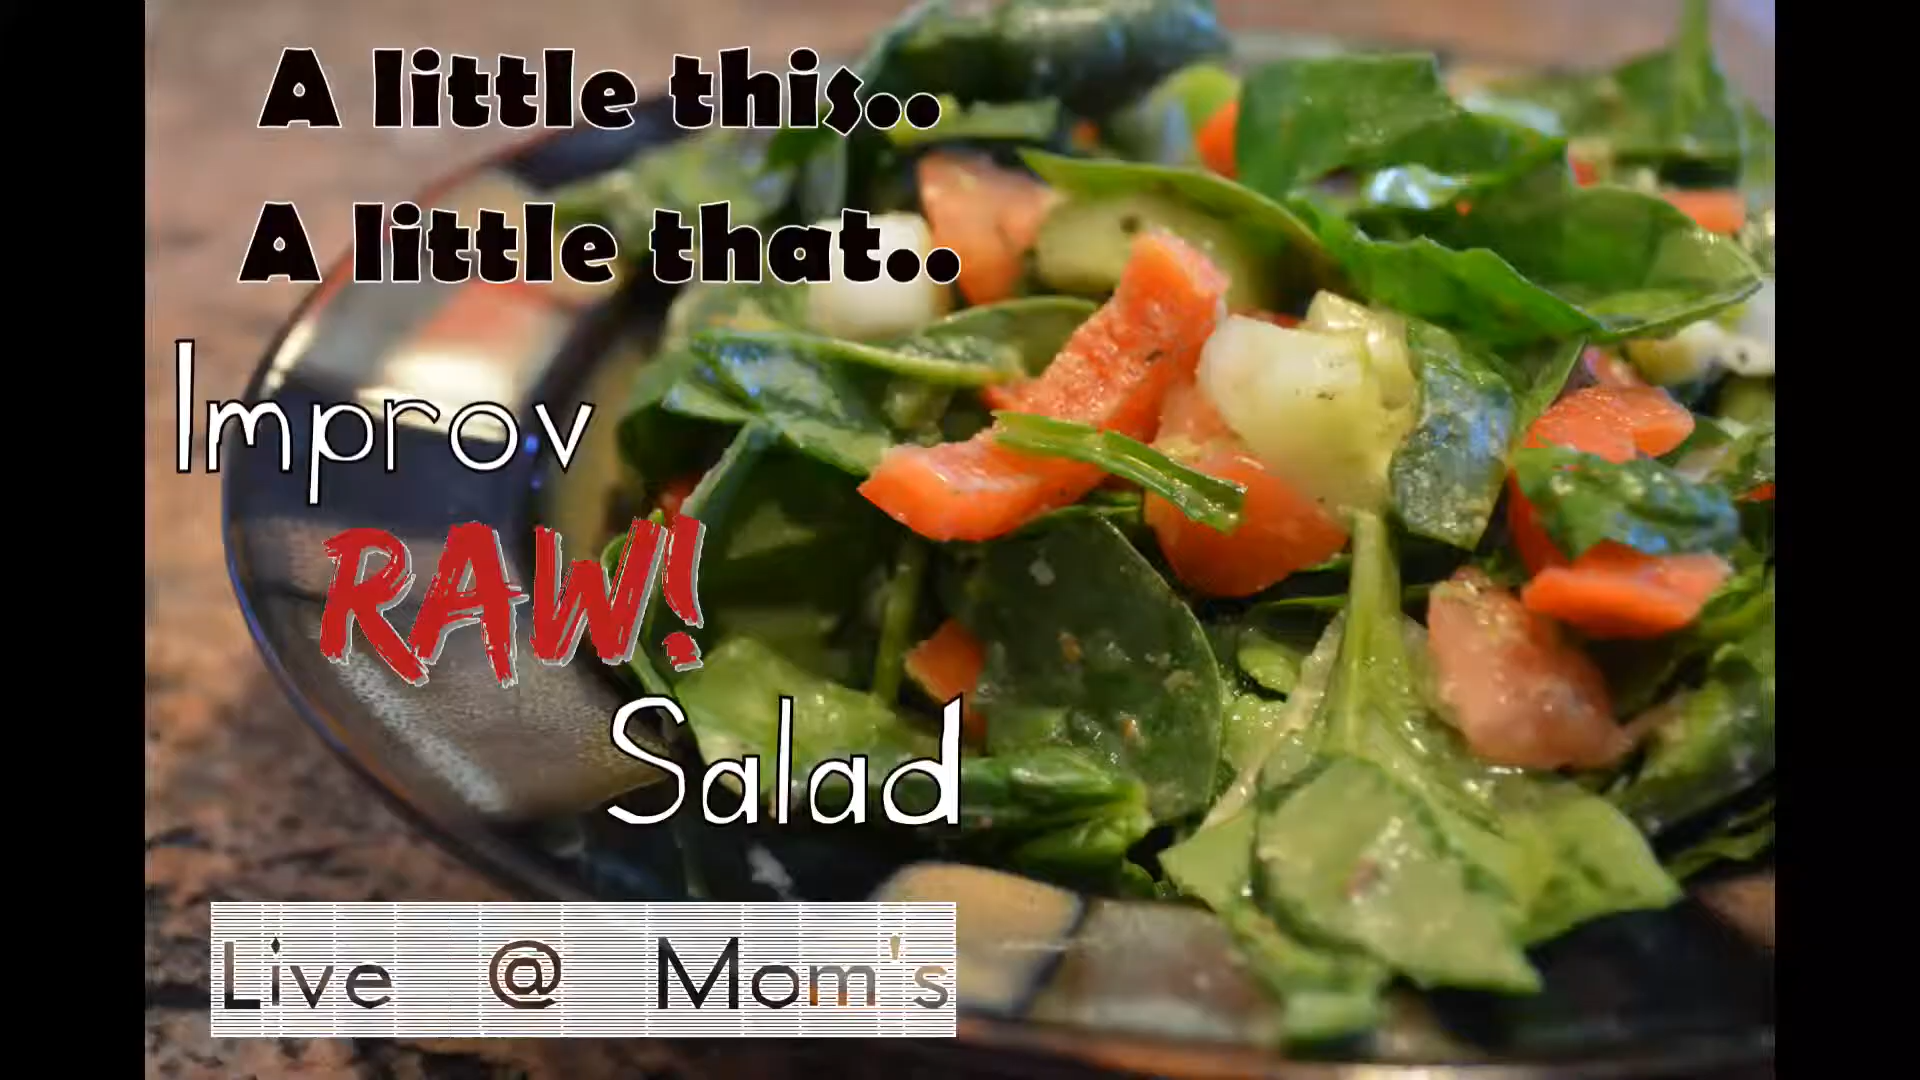 A little this..
A little that..
Improv
RAW!
Salad
Live @ Mom's